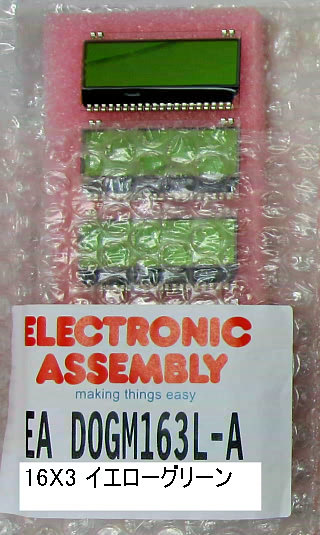 ELECTRONIC
ASSEMBLY
making things easy
EA DOGM163L-A
16X3 イエローグリーン